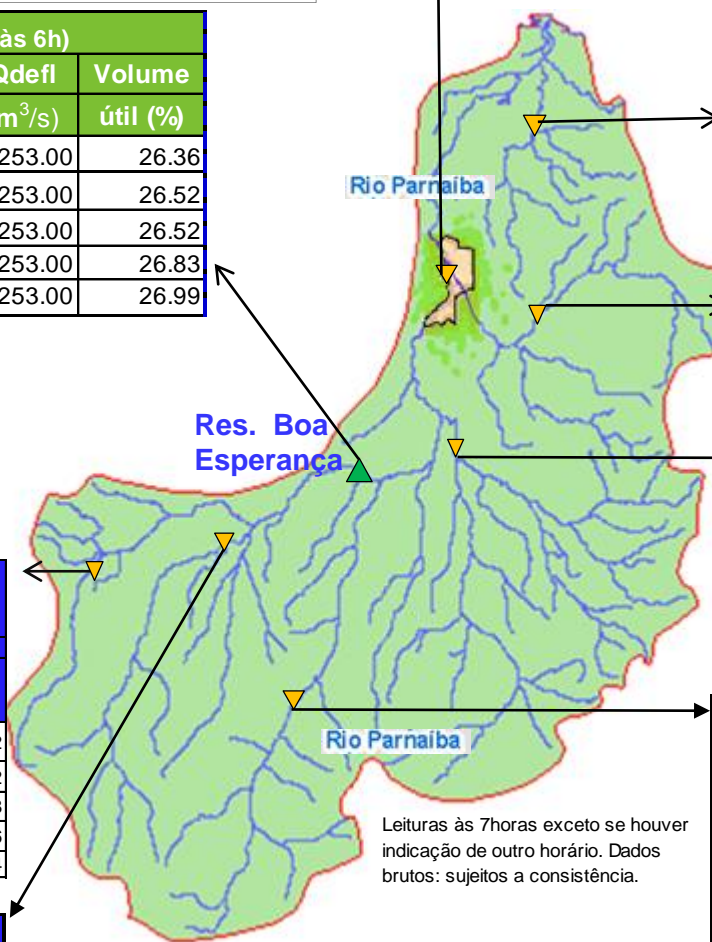 às 6h)
Qdefl Volume
m³/s) útil (%)
253.00 26.36
253.00 26.52
253.00 26.52
253.00 26.83
253.00 26.99
Rio Parnaíba
Res. Boa
Esperança
Rio Parnaíba
Leituras às 7horas exceto se houver
indicação de outro horário. Dados
brutos: sujeitos a consistência.